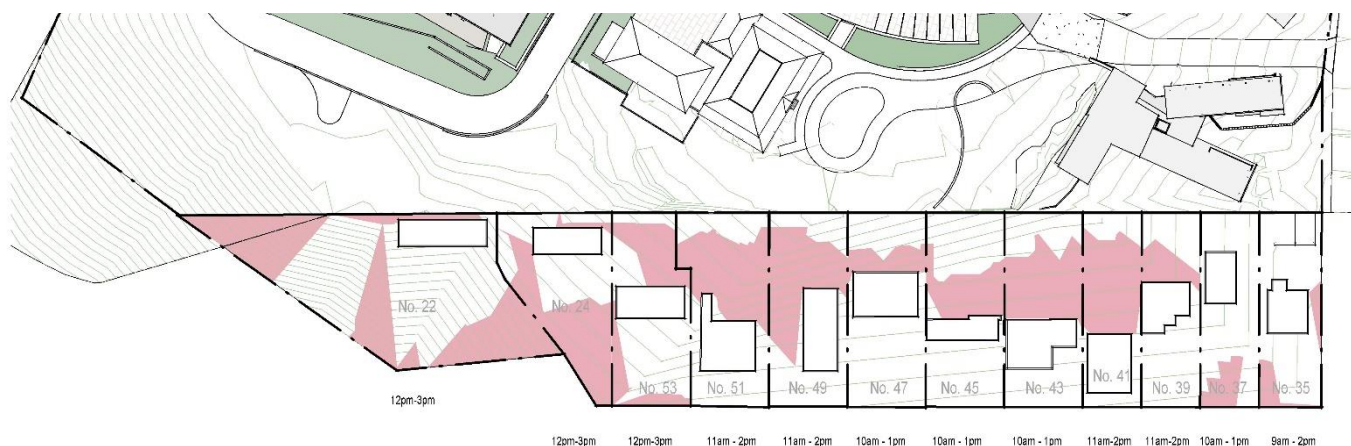 No. 22
No. 24
No. 53
No. 51
No. 49
No. 47
No. 45
No. 43
No. 41
No. 39
No. 37
No. 35
12pm-3pm
12pm-3pm
12pm-3pm
11am - 2pm
11am - 2pm
10am - 1pm
10am - 1pm
10am - 1pm
11am-2pm
11am-2pm
10am - 1pm
9am - 2pm